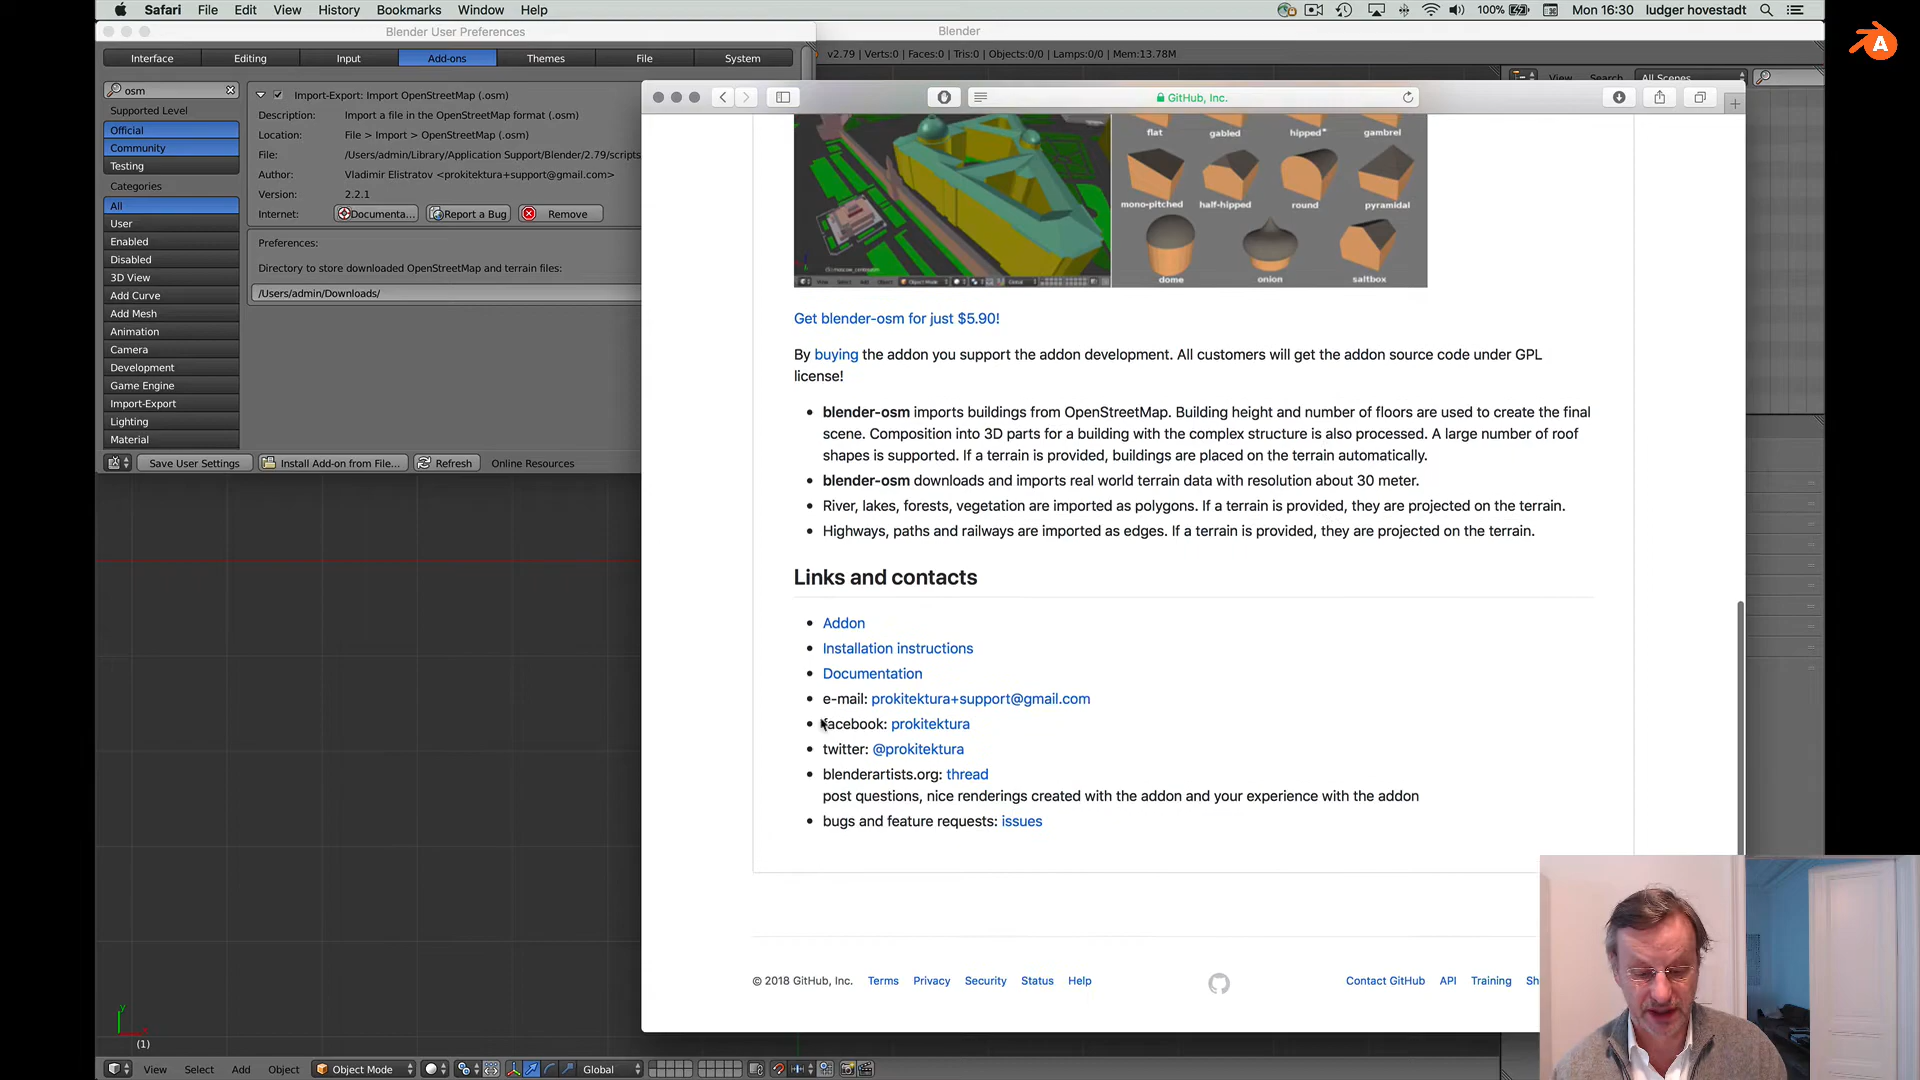 Safari File Edit View History Bookmarks Window Help 100% Mon 16:30 ludger hovestadt
Blender User Preferences
Blender
Interface Editing Input Add-ons Themes File System
v2.79 | Verts:0 | Faces:0 | Tris:0 | Objects:0/0 | Lamps:0/0 | Mem:13.78M
View Search All Scenes
osm
Supported Level
Official
Community
Testing
Categories
All
User
Enabled
Disabled
3D View
Add Curve
Add Mesh
Animation
Camera
Development
Game Engine
Import-Export
Lighting
Material
Import-Export: Import OpenStreetMap (.osm)
Description: Import a file in the OpenStreetMap format (.osm)
Location: File > Import > OpenStreetMap (.osm)
File: /Users/admin/Library/Application Support/Blender/2.79/scripts
Author: Vladimir Elistratov <prokitektura+support@gmail.com>
Version: 2.2.1
Internet: Documenta... Report a Bug Remove
Preferences:
Directory to store downloaded OpenStreetMap and terrain files:
/Users/admin/Downloads/
Save User Settings Install Add-on from File... Refresh Online Resources
GitHub, Inc.
flat gabled hipped* gambrel
mono-pitched half-hipped round pyramidal
dome onion saltbox
Get blender-osm for just $5.90!
By buying the addon you support the addon development. All customers will get the addon source code under GPL
license!
• blender-osm imports buildings from OpenStreetMap. Building height and number of floors are used to create the final
scene. Composition into 3D parts for a building with the complex structure is also processed. A large number of roof
shapes is supported. If a terrain is provided, buildings are placed on the terrain automatically.
• blender-osm downloads and imports real world terrain data with resolution about 30 meter.
• River, lakes, forests, vegetation are imported as polygons. If a terrain is provided, they are projected on the terrain.
• Highways, paths and railways are imported as edges. If a terrain is provided, they are projected on the terrain.
Links and contacts
• Addon
• Installation instructions
• Documentation
• e-mail: prokitektura+support@gmail.com
• facebook: prokitektura
• twitter: @prokitektura
• blenderartists.org: thread
post questions, nice renderings created with the addon and your experience with the addon
• bugs and feature requests: issues
© 2018 GitHub, Inc. Terms Privacy Security Status Help Contact GitHub API Training Sh
y
(1)
View Select Add Object Object Mode Global
A